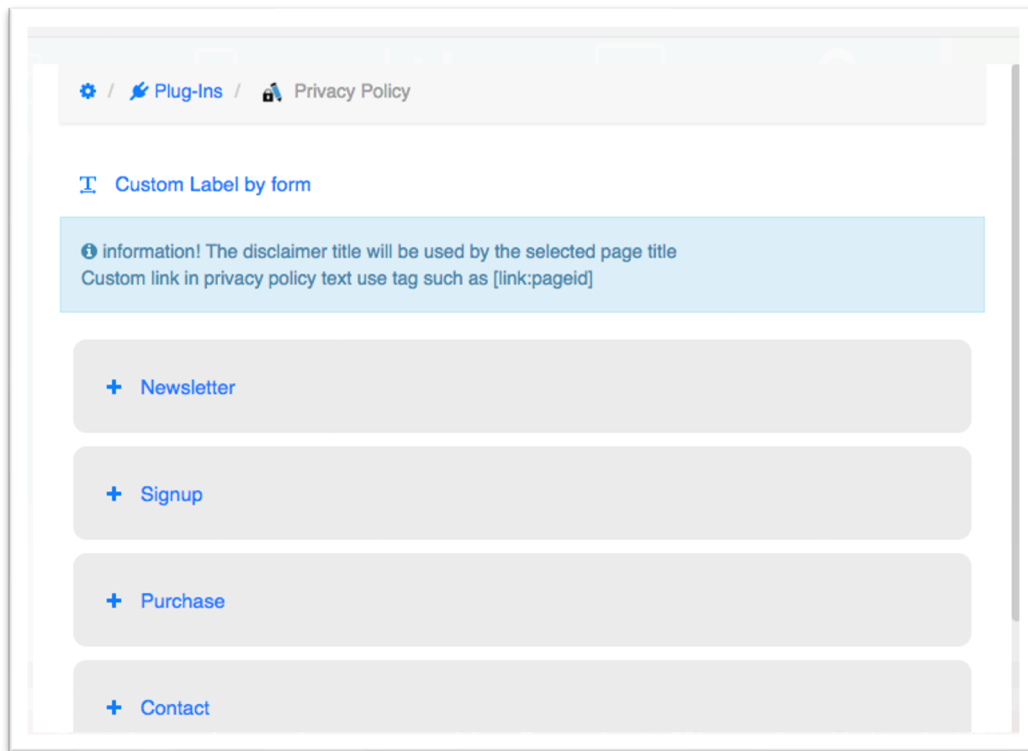 / Plug-Ins / Privacy Policy
Custom Label by form
information! The disclaimer title will be used by the selected page title
Custom link in privacy policy text use tag such as [link:pageid]
+ Newsletter
+ Signup
+ Purchase
+ Contact